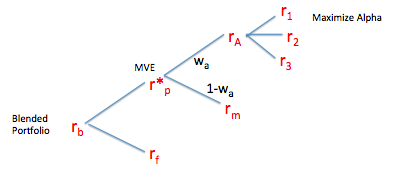 r1
Maximize Alpha
rA
r2
wa
r3
MVE
r*p
1-wa
rm
Blended
Portfolio
rb
rf